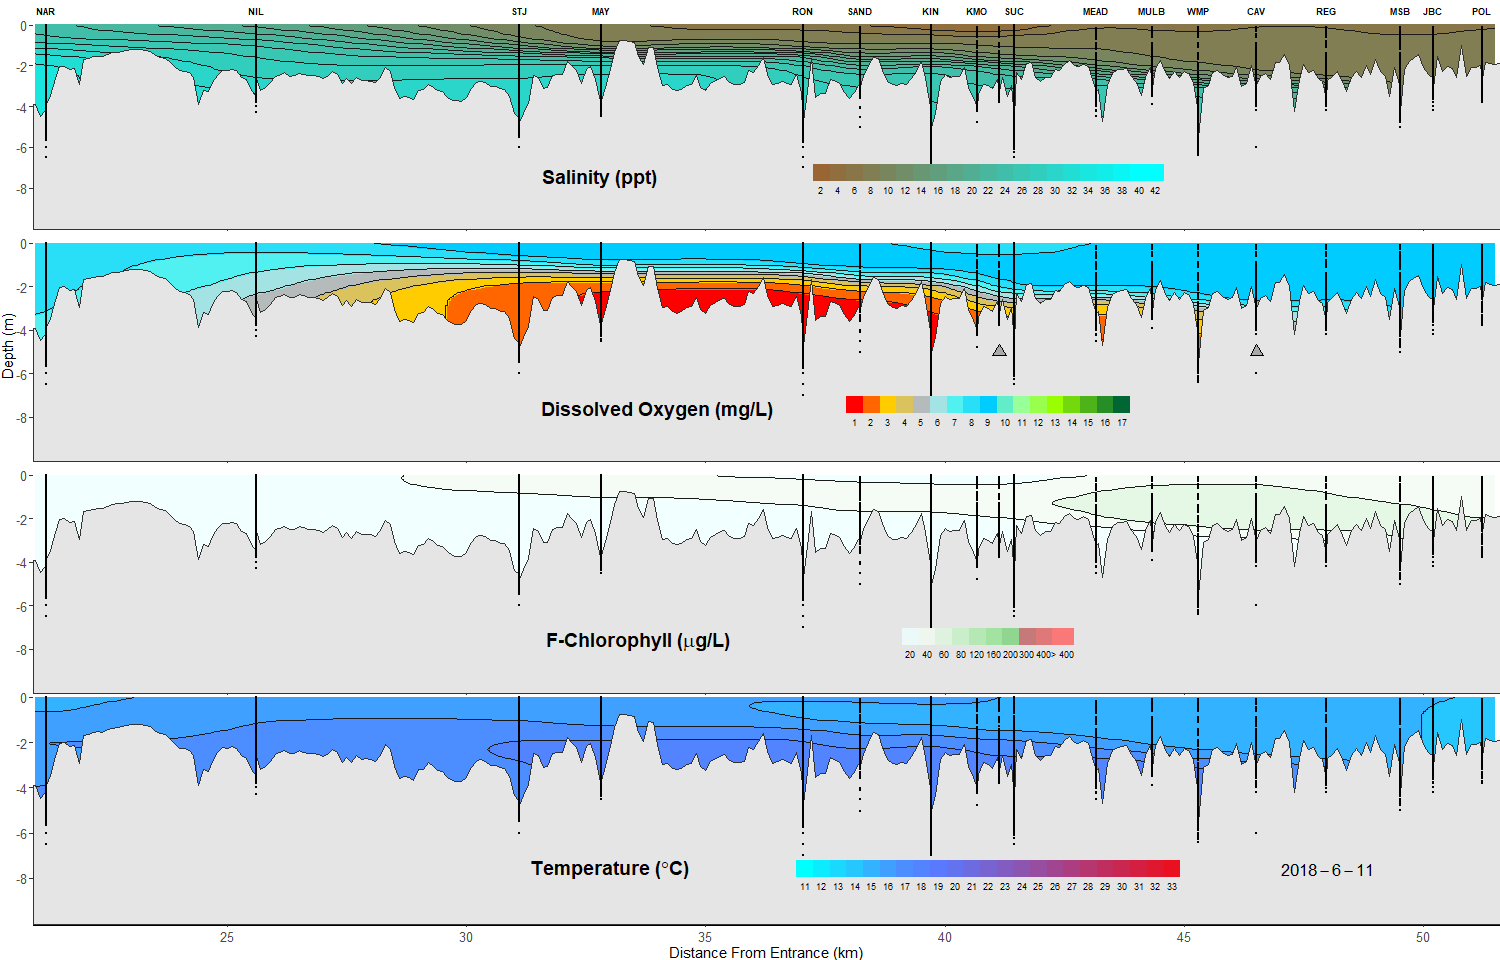 NAR NIL STJ MAY RON SAND KIN KMO SUC MEAD MULB WMP CAV REG MSB JBC POL
0
-2
-4
-6
-8
Salinity (ppt)
2 4 6 8 10 12 14 16 18 20 22 24 26 28 30 32 34 36 38 40 42
0
-2
-4
-6
-8
Depth (m)
Dissolved Oxygen (mg/L)
1 2 3 4 5 6 7 8 9 10 11 12 13 14 15 16 17
0
-2
-4
-6
-8
F-Chlorophyll (μg/L)
20 40 60 80 120 160 200 300 400> 400
0
-2
-4
-6
-8
Temperature (°C)
11 12 13 14 15 16 17 18 19 20 21 22 23 24 25 26 27 28 29 30 31 32 33
2018-6-11
25 30 35 40 45 50
Distance From Entrance (km)